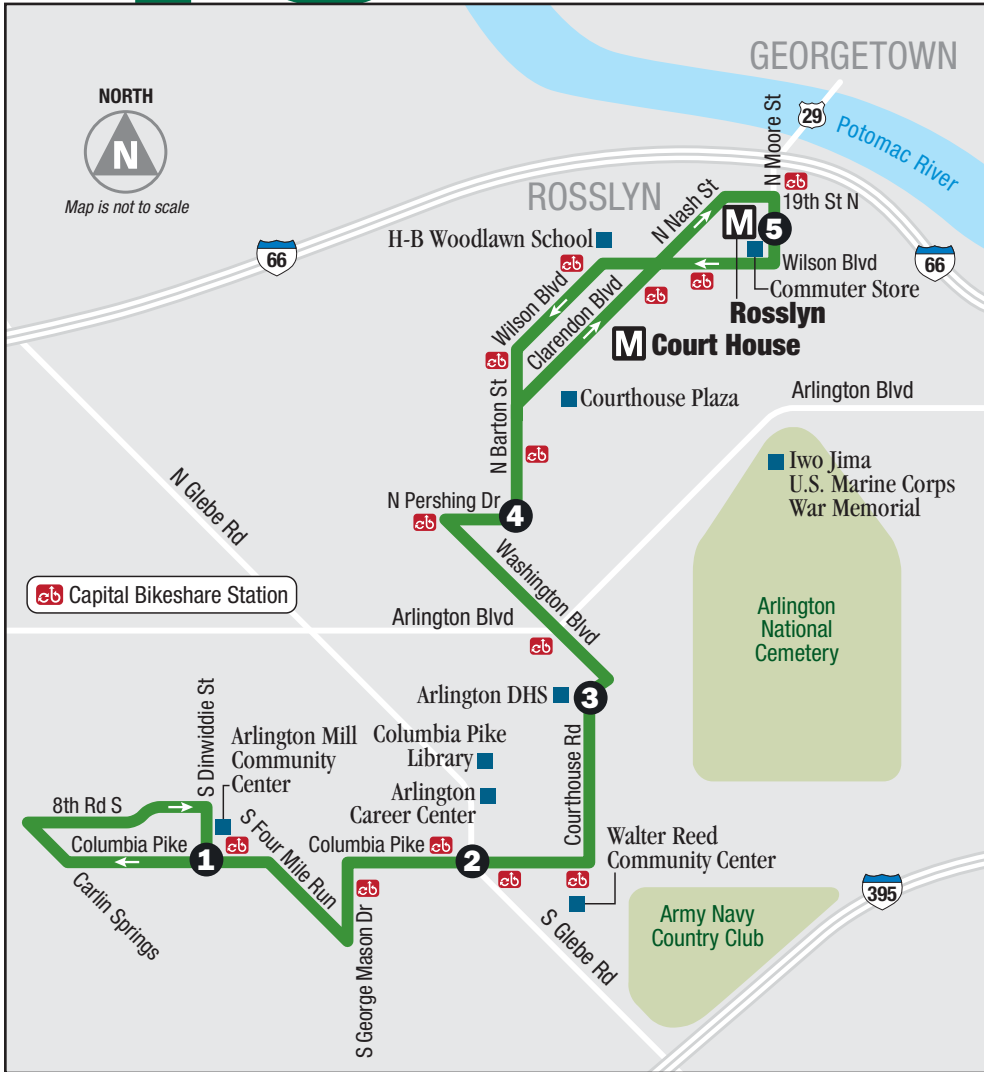 GEORGETOWN
NORTH
N
Map is not to scale
29
N Moore St
Potomac River
ROSSLYN
N Nash St
19th St N
M
5
H-B Woodlawn School
66
Wilson Blvd
66
Commuter Store
Wilson Blvd
Clarendon Blvd
Rosslyn
M Court House
Courthouse Plaza
Arlington Blvd
N Barton St
N Glebe Rd
Iwo Jima
U.S. Marine Corps
War Memorial
N Pershing Dr
4
Washington Blvd
cb Capital Bikeshare Station
Arlington Blvd
Arlington
National
Cemetery
Arlington DHS
3
S Dinwiddie St
Arlington Mill
Community
Center
Columbia Pike
Library
Arlington
Career Center
Courthouse Rd
8th Rd S
S Four Mile Run
Columbia Pike
1
Columbia Pike
2
Walter Reed
Community Center
Carlin Springs
S George Mason Dr
S Glebe Rd
Army Navy
Country Club
395